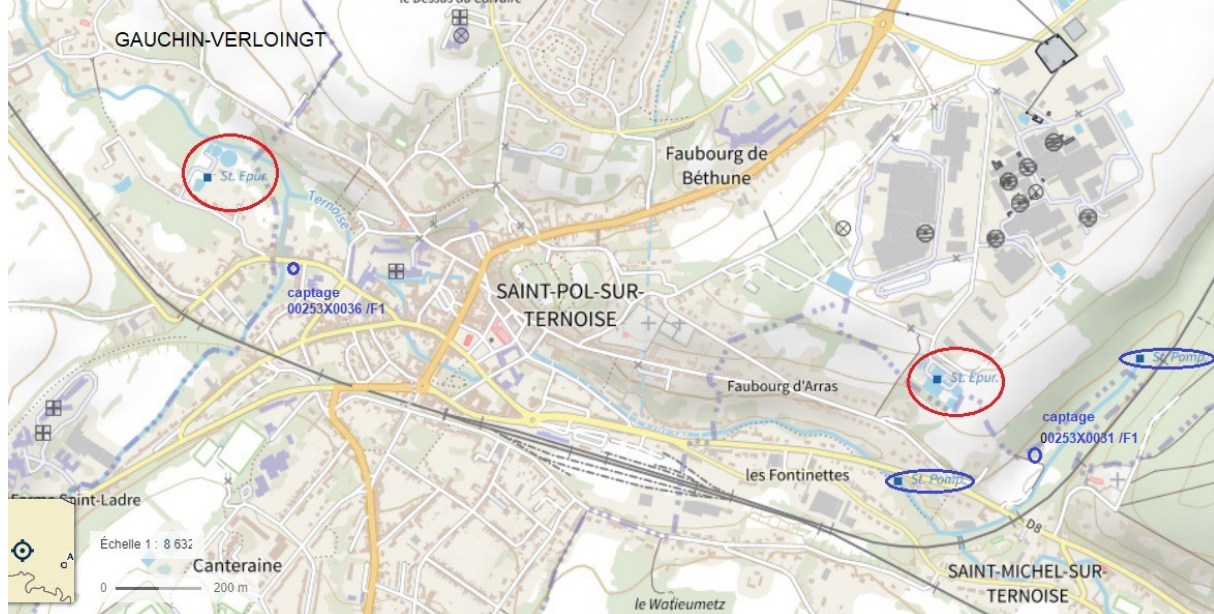 le Dessus du Calvaire
GAUCHIN-VERLOINGT
Faubourg de
Béthune
St. Epur.
Ternoise
captage
00253X0036 /F1
SAINT-POL-SUR-
TERNOISE
St. Pomp.
Faubourg d'Arras
St. Epur.
captage
00253X0031 /F1
les Fontinettes
St. Pomp.
Ferme Saint-Ladre
D8
A
Échelle 1 : 8 632
Canteraine
0
200 m
SAINT-MICHEL-SUR-
TERNOISE
le Watieumetz